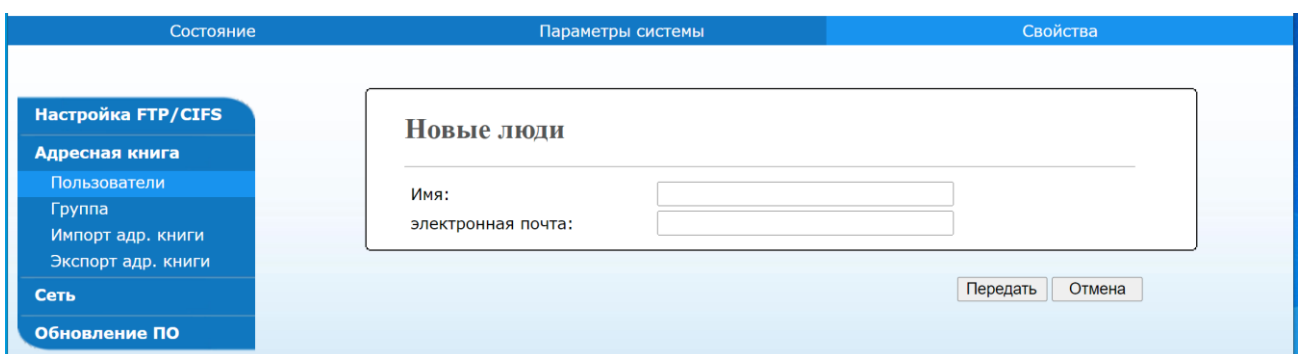 Состояние Параметры системы Свойства
Настройка FTP/CIFS
Адресная книга
Пользователи
Группа
Импорт адр. книги
Экспорт адр. книги
Сеть
Обновление ПО
Новые люди
Имя:
электронная почта:
Передать Отмена